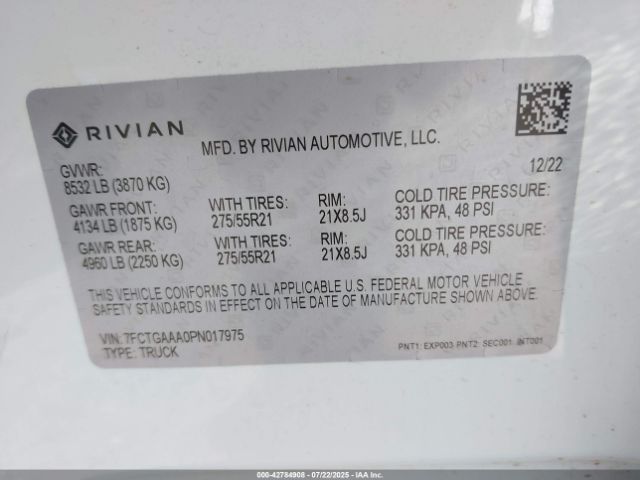 RIVIAN
MFD. BY RIVIAN AUTOMOTIVE, LLC.
12/22
GVWR:
8532 LB (3870 KG)
GAWR FRONT: WITH TIRES: RIM: COLD TIRE PRESSURE:
4134 LB (1875 KG) 275/55R21 21X8.5J 331 KPA, 48 PSI
GAWR REAR: WITH TIRES: RIM: COLD TIRE PRESSURE:
4960 LB (2250 KG) 275/55R21 21X8.5J 331 KPA, 48 PSI
THIS VEHICLE CONFORMS TO ALL APPLICABLE U.S. FEDERAL MOTOR VEHICLE
SAFETY STANDARDS IN EFFECT ON THE DATE OF MANUFACTURE SHOWN ABOVE.
VIN: 7FCTGAAA0PN017975
TYPE: TRUCK
PNT1: EXP003 PNT2: SEC001 INT001
000-42784908 - 07/22/2025 - IAA Inc.